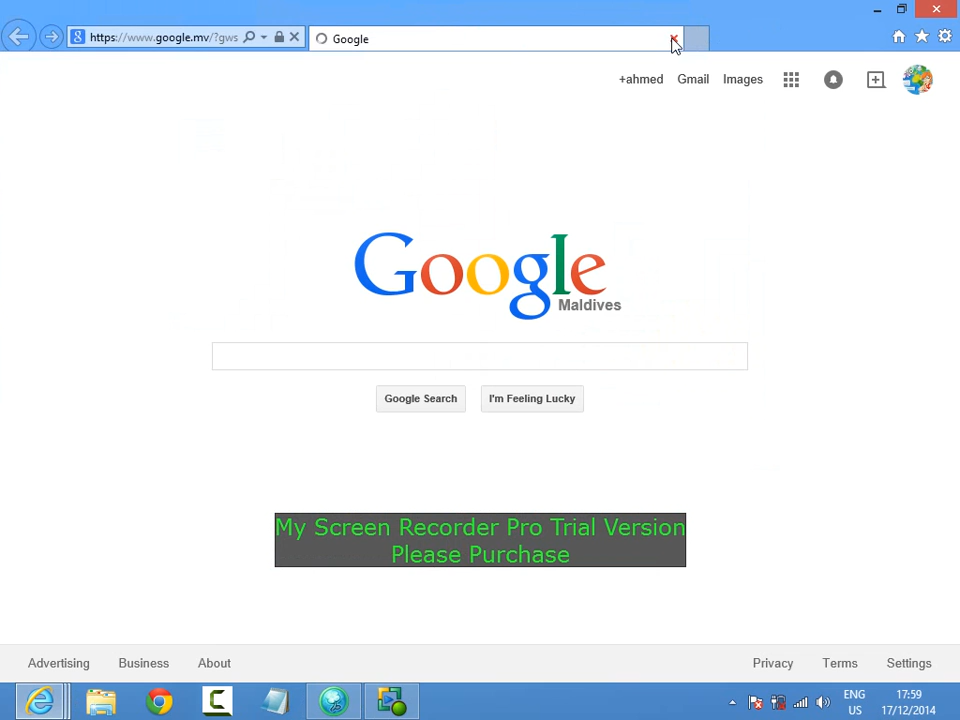 https://www.google.mv/?gws
Google
+ahmed Gmail Images
Google
Maldives
Google Search I'm Feeling Lucky
My Screen Recorder Pro Trial Version
Please Purchase
Advertising Business About Privacy Terms Settings
ENG 17:59
US 17/12/2014